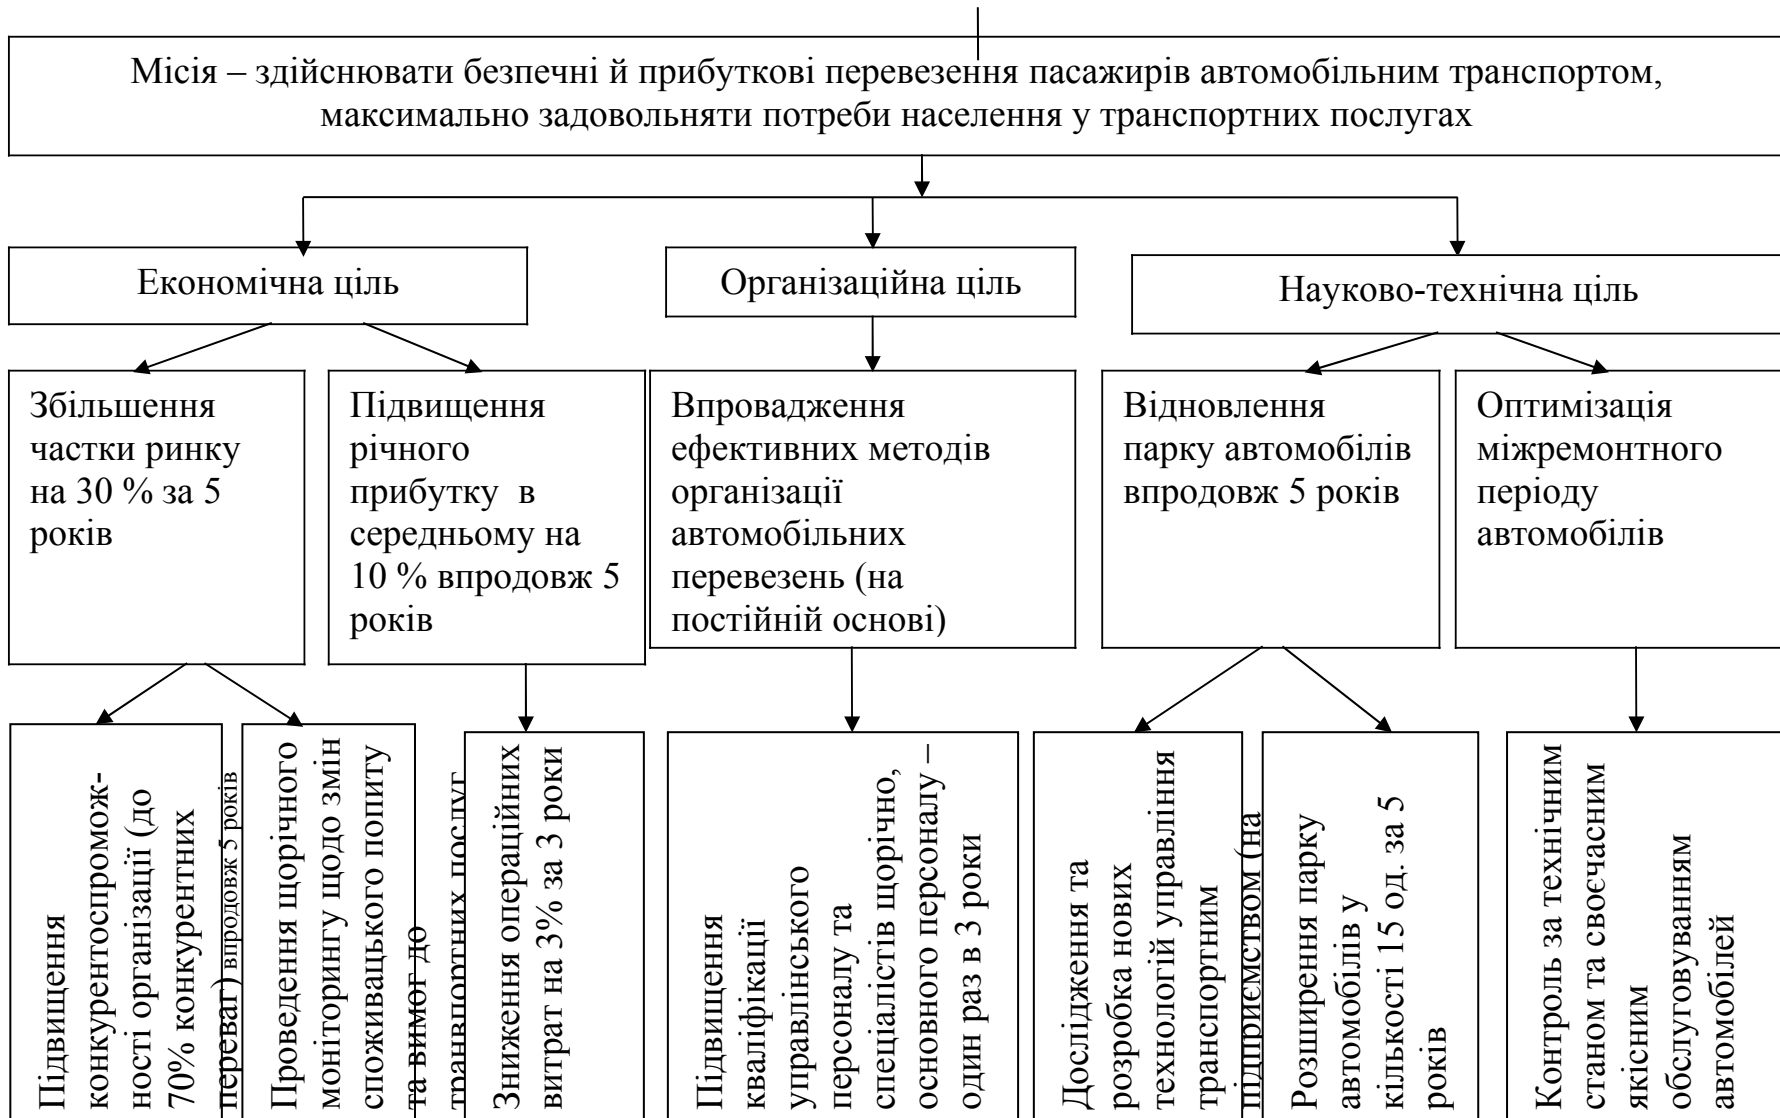 Місія – здійснювати безпечні й прибуткові перевезення пасажирів автомобільним транспортом,
максимально задовольняти потреби населення у транспортних послугах
Економічна ціль
Організаційна ціль
Науково-технічна ціль
Збільшення
частки ринку
на 30 % за 5
років
Підвищення
річного
прибутку в
середньому на
10 % впродовж 5
років
Впровадження
ефективних методів
організації
автомобільних
перевезень (на
постійній основі)
Відновлення
парку автомобілів
впродовж 5 років
Оптимізація
міжремонтного
періоду
автомобілів
Підвищення
конкурентоспромож-
ності організації (до
70% конкурентних
переваг) впродовж 5 років
Проведення щорічного
моніторингу щодо змін
споживацького попиту
та вимог до
транвпортних послуг
Зниження операційних
витрат на 3% за 3 роки
Підвищення
кваліфікації
управлінського
персоналу та
спеціалістів щорічно,
основного персоналу –
один раз в 3 роки
Дослідження та
розробка нових
технологій управління
транспортним
підприємством (на
Розширення парку
автомобілів у
кількості 15 од. за 5
років
Контроль за технічним
станом та своєчасним
якісним
обслуговуванням
автомобілей